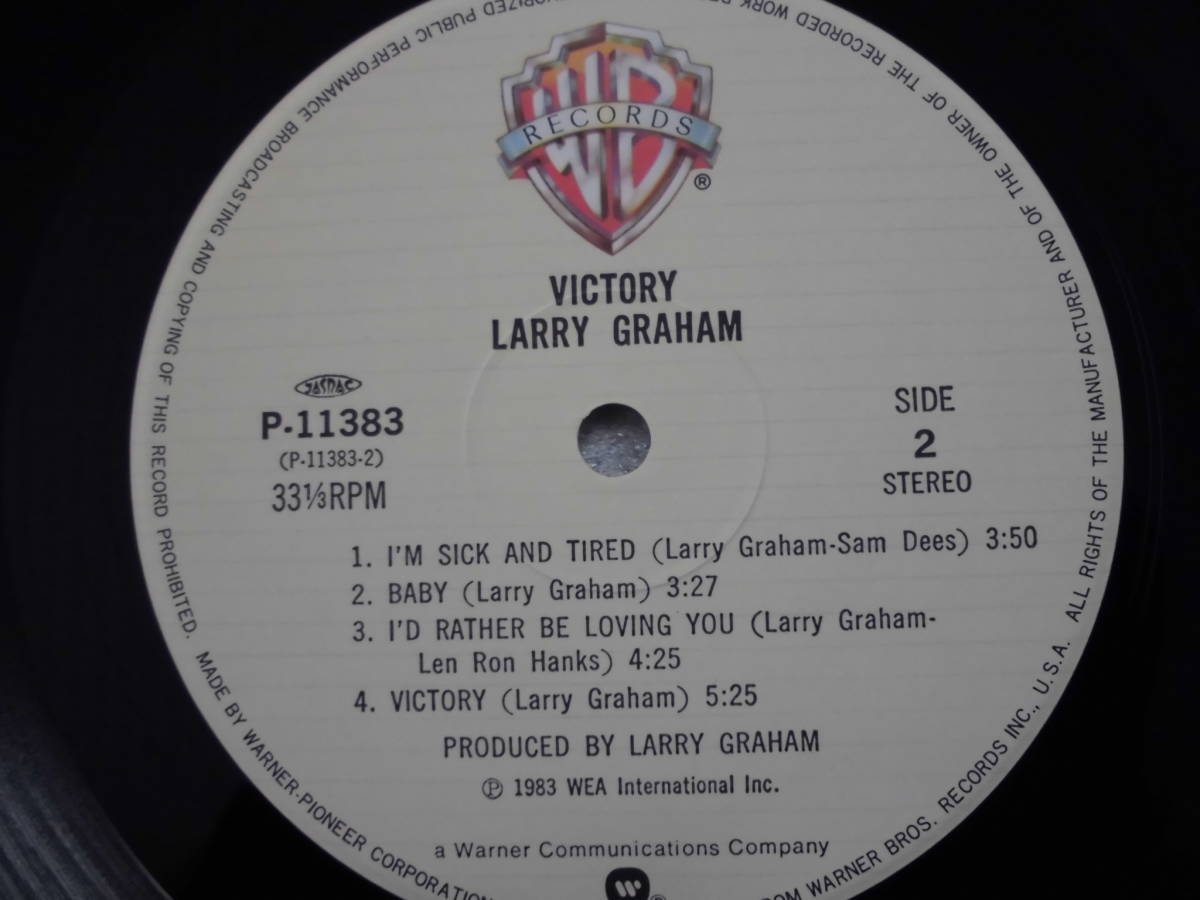 WB
RECORDS
®
VICTORY
LARRY GRAHAM
JASRAC
P-11383
(P-11383-2)
33⅓RPM
SIDE
2
STEREO
1. I'M SICK AND TIRED (Larry Graham-Sam Dees) 3:50
2. BABY (Larry Graham) 3:27
3. I'D RATHER BE LOVING YOU (Larry Graham-
Len Ron Hanks) 4:25
4. VICTORY (Larry Graham) 5:25
PRODUCED BY LARRY GRAHAM
Ⓟ 1983 WEA International Inc.
a Warner Communications Company
MADE BY WARNER-PIONEER CORPORATION
WARNER BROS. RECORDS INC., U.S.A. ALL RIGHTS OF THE MANUFACTURER AND OF THE OWNER OF THE RECORDED WORK
PUBLIC PERFORMANCE BROADCASTING AND COPYING OF THIS RECORD PROHIBITED.